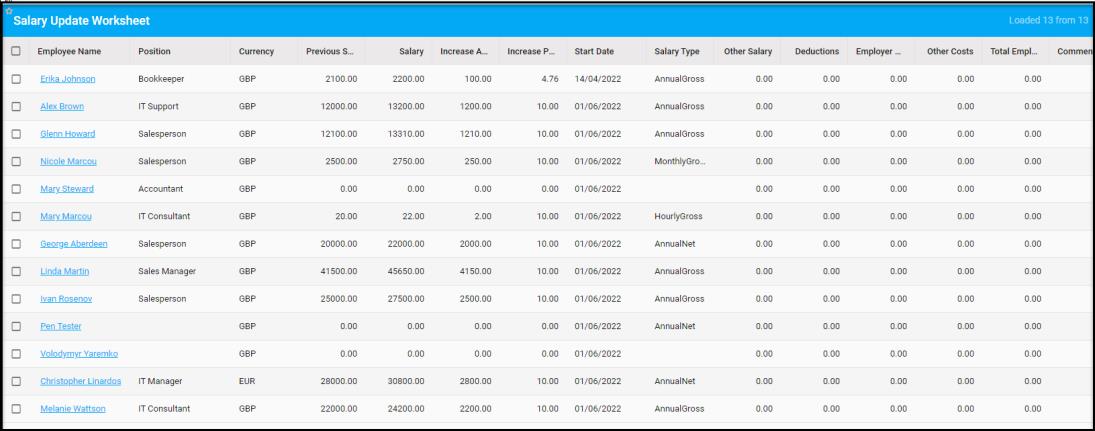 Salary Update Worksheet Loaded 13 from 13
Employee Name Position Currency Previous S... Salary Increase A... Increase P... Start Date Salary Type Other Salary Deductions Employer ... Other Costs Total Empl... Commen
Erika Johnson Bookkeeper GBP 2100.00 2200.00 100.00 4.76 14/04/2022 AnnualGross 0.00 0.00 0.00 0.00 0.00
Alex Brown IT Support GBP 12000.00 13200.00 1200.00 10.00 01/06/2022 AnnualGross 0.00 0.00 0.00 0.00 0.00
Glenn Howard Salesperson GBP 12100.00 13310.00 1210.00 10.00 01/06/2022 AnnualGross 0.00 0.00 0.00 0.00 0.00
Nicole Marcou Salesperson GBP 2500.00 2750.00 250.00 10.00 01/06/2022 MonthlyGro... 0.00 0.00 0.00 0.00 0.00
Mary Steward Accountant GBP 0.00 0.00 0.00 0.00 01/06/2022 0.00 0.00 0.00 0.00 0.00
Mary Marcou IT Consultant GBP 20.00 22.00 2.00 10.00 01/06/2022 HourlyGross 0.00 0.00 0.00 0.00 0.00
George Aberdeen Salesperson GBP 20000.00 22000.00 2000.00 10.00 01/06/2022 AnnualNet 0.00 0.00 0.00 0.00 0.00
Linda Martin Sales Manager GBP 41500.00 45650.00 4150.00 10.00 01/06/2022 AnnualGross 0.00 0.00 0.00 0.00 0.00
Ivan Rosenov Salesperson GBP 25000.00 27500.00 2500.00 10.00 01/06/2022 AnnualGross 0.00 0.00 0.00 0.00 0.00
Pen Tester GBP 0.00 0.00 0.00 0.00 01/06/2022 AnnualNet 0.00 0.00 0.00 0.00 0.00
Volodymyr Yaremko GBP 0.00 0.00 0.00 0.00 01/06/2022 0.00 0.00 0.00 0.00 0.00
Christopher Linardos IT Manager EUR 28000.00 30800.00 2800.00 10.00 01/06/2022 AnnualNet 0.00 0.00 0.00 0.00 0.00
Melanie Wattson IT Consultant GBP 22000.00 24200.00 2200.00 10.00 01/06/2022 AnnualGross 0.00 0.00 0.00 0.00 0.00